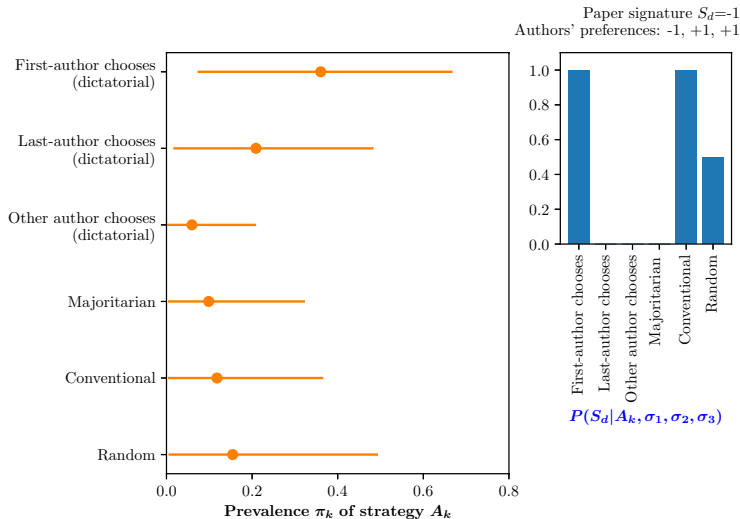 Paper signature S_d=-1
Authors' preferences: -1, +1, +1
First-author chooses
(dictatorial)
Last-author chooses
(dictatorial)
Other author chooses
(dictatorial)
Majoritarian
Conventional
Random
0.0 0.2 0.4 0.6 0.8
Prevalence π_k of strategy A_k
1.0
0.8
0.6
0.4
0.2
0.0
First-author chooses
Last-author chooses
Other author chooses
Majoritarian
Conventional
Random
P(S_d|A_k, σ_1, σ_2, σ_3)